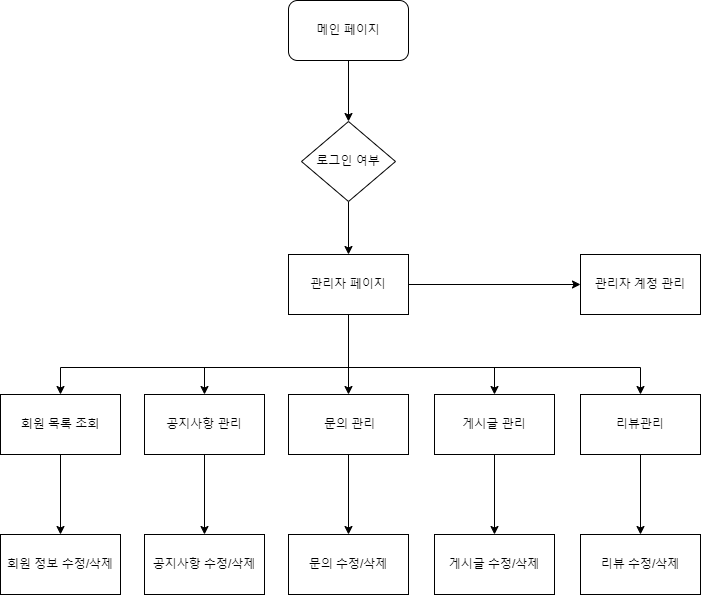 메인 페이지
로그인 여부
관리자 페이지
관리자 계정 관리
회원 목록 조회
공지사항 관리
문의 관리
게시글 관리
리뷰관리
회원 정보 수정/삭제
공지사항 수정/삭제
문의 수정/삭제
게시글 수정/삭제
리뷰 수정/삭제